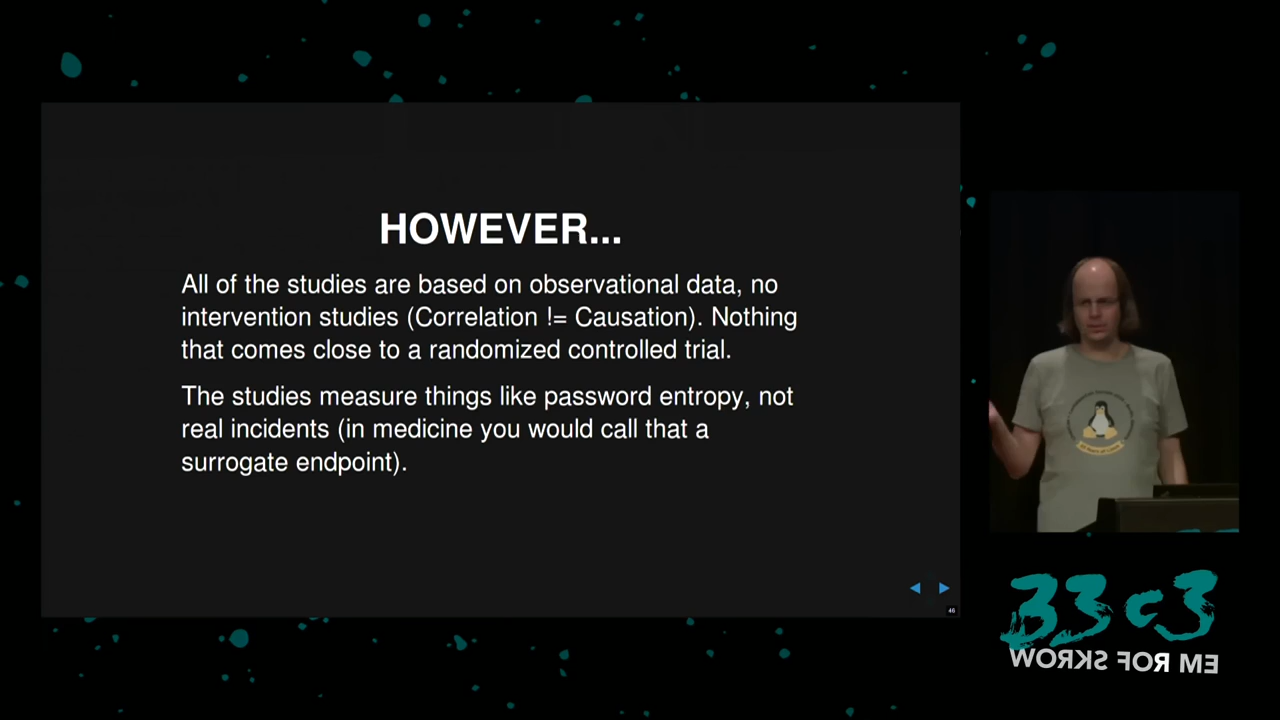 HOWEVER...
All of the studies are based on observational data, no
intervention studies (Correlation != Causation). Nothing
that comes close to a randomized controlled trial.
The studies measure things like password entropy, not
real incidents (in medicine you would call that a
surrogate endpoint).
46
33c3
WORKS FOR ME